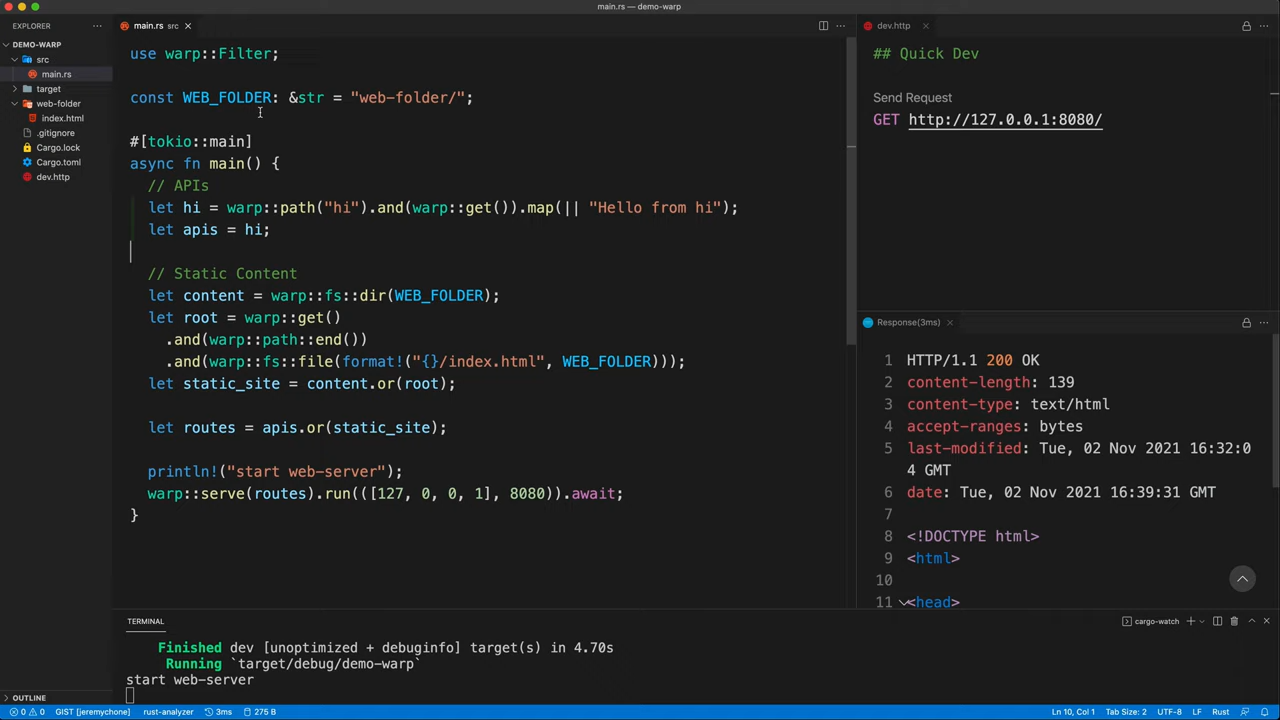 main.rs — demo-warp
EXPLORER
DEMO-WARP
src
main.rs
target
web-folder
index.html
.gitignore
Cargo.lock
Cargo.toml
dev.http
OUTLINE
main.rs src
use warp::Filter;
const WEB_FOLDER: &str = "web-folder/";
#[tokio::main]
async fn main() {
// APIs
let hi = warp::path("hi").and(warp::get()).map(|| "Hello from hi");
let apis = hi;
// Static Content
let content = warp::fs::dir(WEB_FOLDER);
let root = warp::get()
.and(warp::path::end())
.and(warp::fs::file(format!("{}/index.html", WEB_FOLDER)));
let static_site = content.or(root);
let routes = apis.or(static_site);
println!("start web-server");
warp::serve(routes).run(([127, 0, 0, 1], 8080)).await;
}
dev.http
## Quick Dev
Send Request
GET http://127.0.0.1:8080/
Response(3ms)
1 HTTP/1.1 200 OK
2 content-length: 139
3 content-type: text/html
4 accept-ranges: bytes
5 last-modified: Tue, 02 Nov 2021 16:32:0
4 GMT
6 date: Tue, 02 Nov 2021 16:39:31 GMT
7
8 <!DOCTYPE html>
9 <html>
10
11 <head>
TERMINAL
cargo-watch
Finished dev [unoptimized + debuginfo] target(s) in 4.70s
Running `target/debug/demo-warp`
start web-server
0 0 GIST [jeremychone] rust-analyzer 3ms 275 B
Ln 10, Col 1 Tab Size: 2 UTF-8 LF Rust